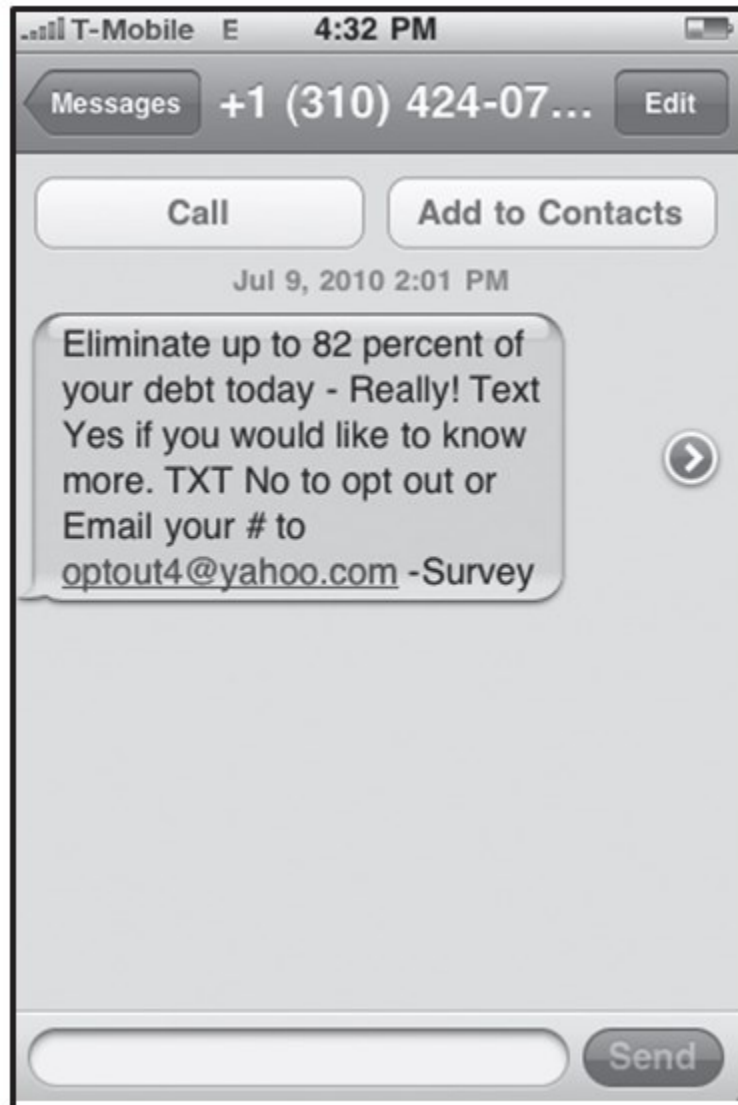 T-Mobile E 4:32 PM
Messages +1 (310) 424-07... Edit
Call Add to Contacts
Jul 9, 2010 2:01 PM
Eliminate up to 82 percent of
your debt today - Really! Text
Yes if you would like to know
more. TXT No to opt out or
Email your # to
optout4@yahoo.com -Survey
Send